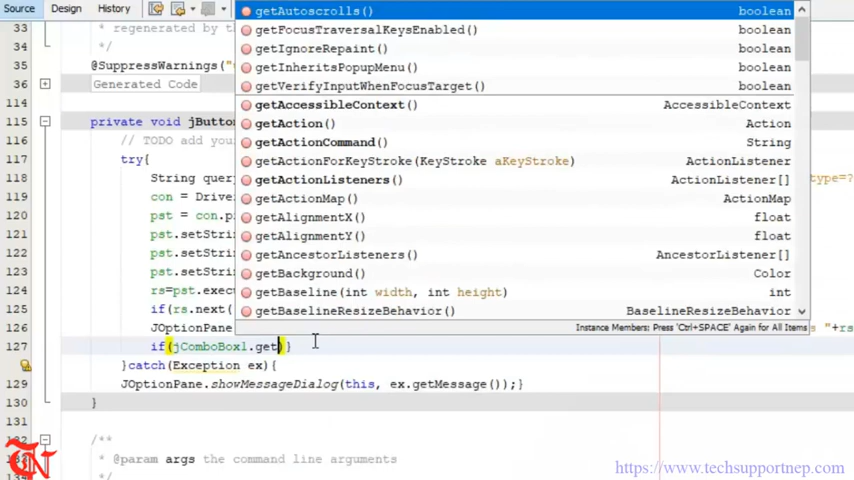 Source Design History
getAutoscrolls() boolean
33 * regenerated by th getFocusTraversalKeysEnabled() boolean
34 */ getIgnoreRepaint() boolean
35 @SuppressWarnings(" getInheritsPopupMenu() boolean
Generated Code getVerifyInputWhenFocusTarget() boolean
114 getAccessibleContext() AccessibleContext
115 private void jButton getAction() Action
116 // TODO add you getActionCommand() String
117 try{ getActionForKeyStroke(KeyStroke aKeyStroke) ActionListener
118 String query getActionListeners() ActionListener[] type=?
119 con = Drive getActionMap() ActionMap
120 pst = con.p getAlignmentX() float
121 pst.setStri getAlignmentY() float
122 pst.setStri getAncestorListeners() AncestorListener[]
123 pst.setStri getBackground() Color
124 rs=pst.execu getBaseline(int width, int height) int
125 if(rs.next( getBaselineResizeBehavior() BaselineResizeBehavior
126 JOptionPane Instance Members: Press 'Ctrl+SPACE' Again for All Items "+rs
127 if(jComboBox1.get)}
}catch(Exception ex){
129 JOptionPane.showMessageDialog(this, ex.getMessage());}
130 }
131
132 /**
* @param args the command line arguments
*/
TN
https://www.techsupportnep.com